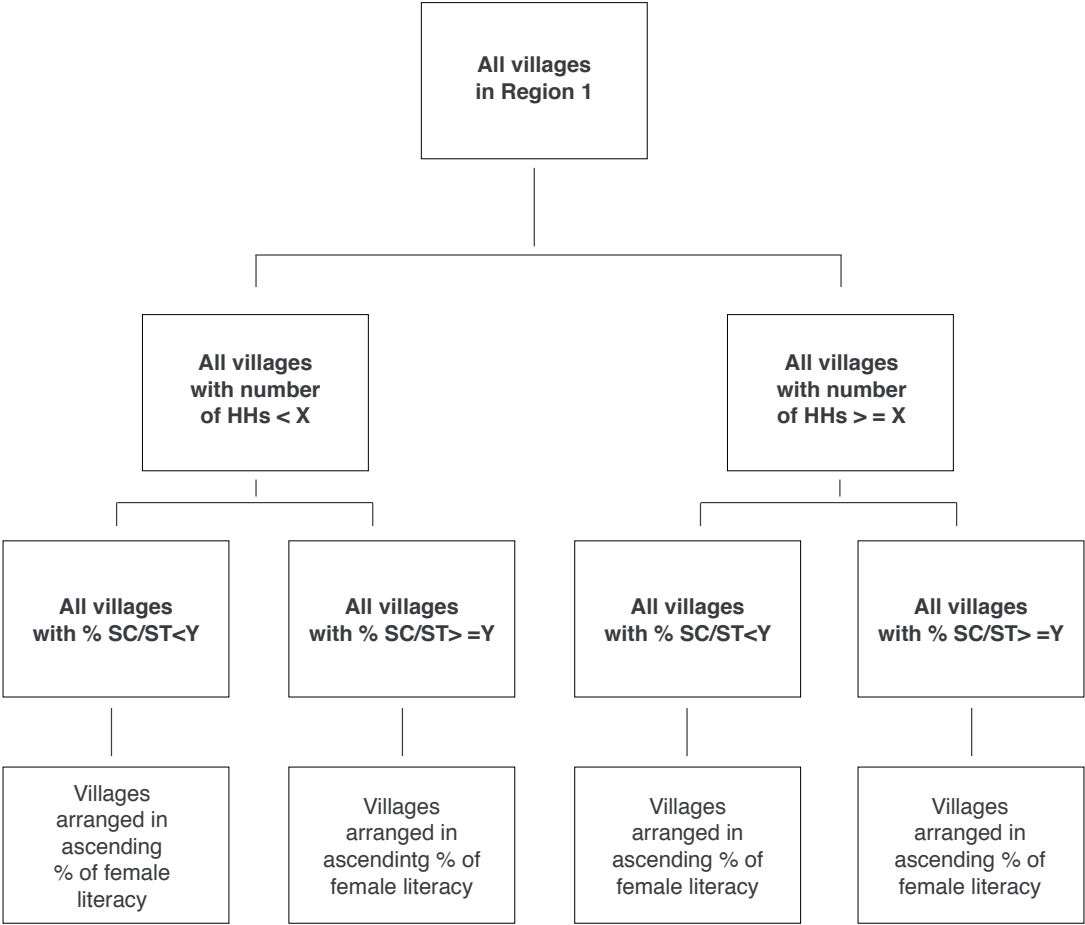 All villages
in Region 1
All villages
with number
of HHs < X
All villages
with number
of HHs > = X
All villages
with % SC/ST<Y
All villages
with % SC/ST> =Y
All villages
with % SC/ST<Y
All villages
with % SC/ST> =Y
Villages
arranged in
ascending
% of female
literacy
Villages
arranged in
ascendintg % of
female literacy
Villages
arranged in
ascending % of
female literacy
Villages
arranged in
ascending % of
female literacy